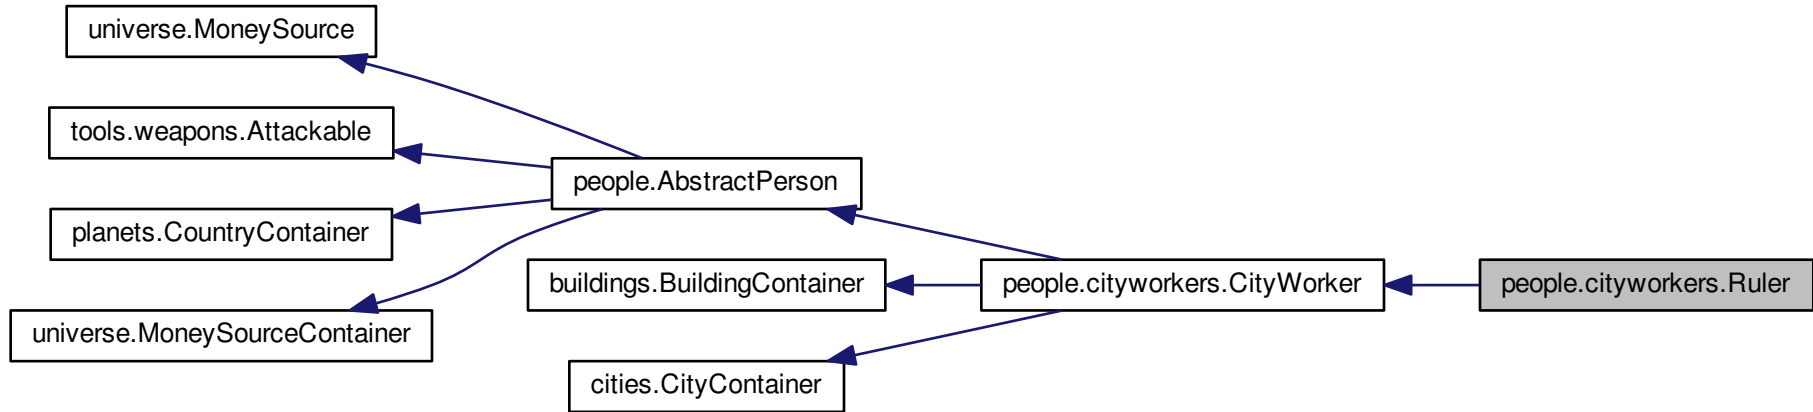 universe.MoneySource
tools.weapons.Attackable
people.AbstractPerson
planets.CountryContainer
buildings.BuildingContainer
people.cityworkers.CityWorker
people.cityworkers.Ruler
universe.MoneySourceContainer
cities.CityContainer